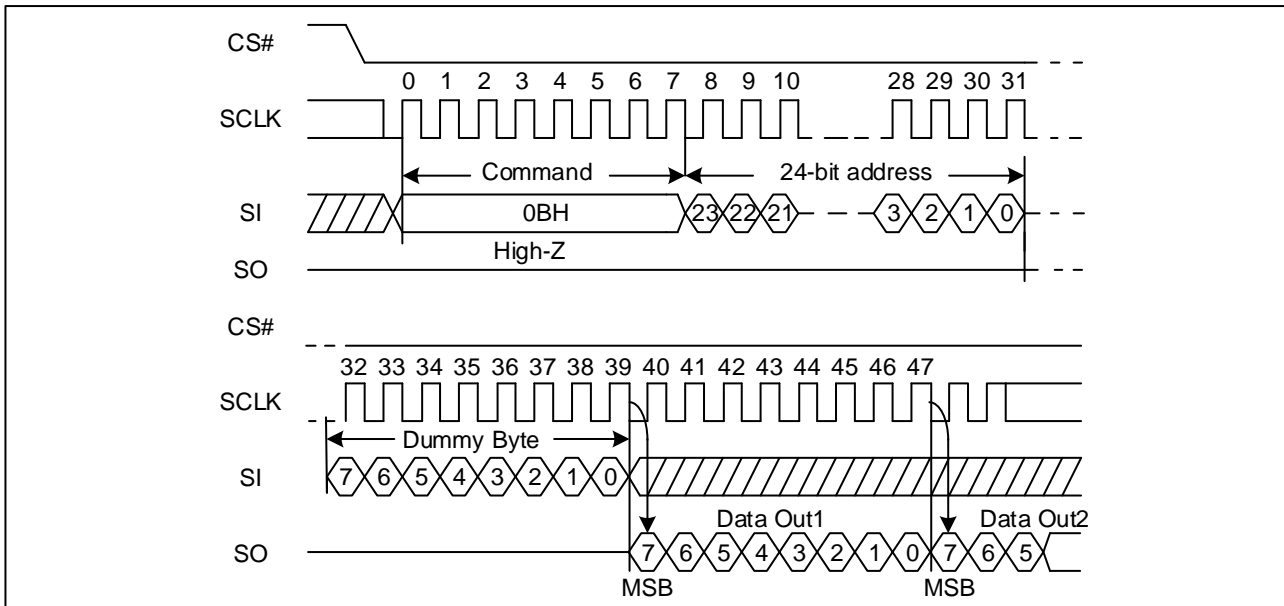 CS#
0 1 2 3 4 5 6 7 8 9 10 28 29 30 31
SCLK
Command 24-bit address
SI 0BH 23 22 21 3 2 1 0
High-Z
SO
CS#
32 33 34 35 36 37 38 39 40 41 42 43 44 45 46 47
SCLK
Dummy Byte
SI 7 6 5 4 3 2 1 0
Data Out1 Data Out2
SO 7 6 5 4 3 2 1 0 7 6 5
MSB MSB